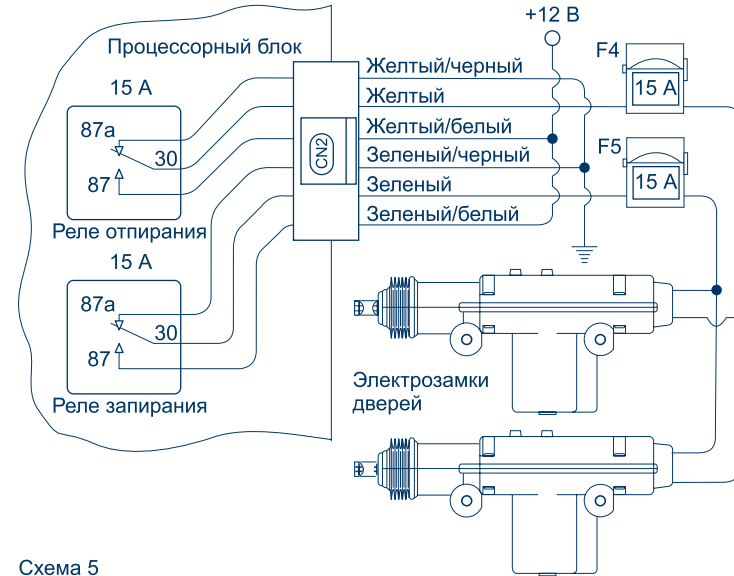 +12 В
Процессорный блок
F4
15 А
Желтый/черный
15 А
Желтый
87а
30
87
Желтый/белый
F5
Зеленый/черный
CN2
15 А
Зеленый
Зеленый/белый
Реле отпирания
15 А
87а
30
87
Реле запирания
Электрозамки
дверей
Схема 5